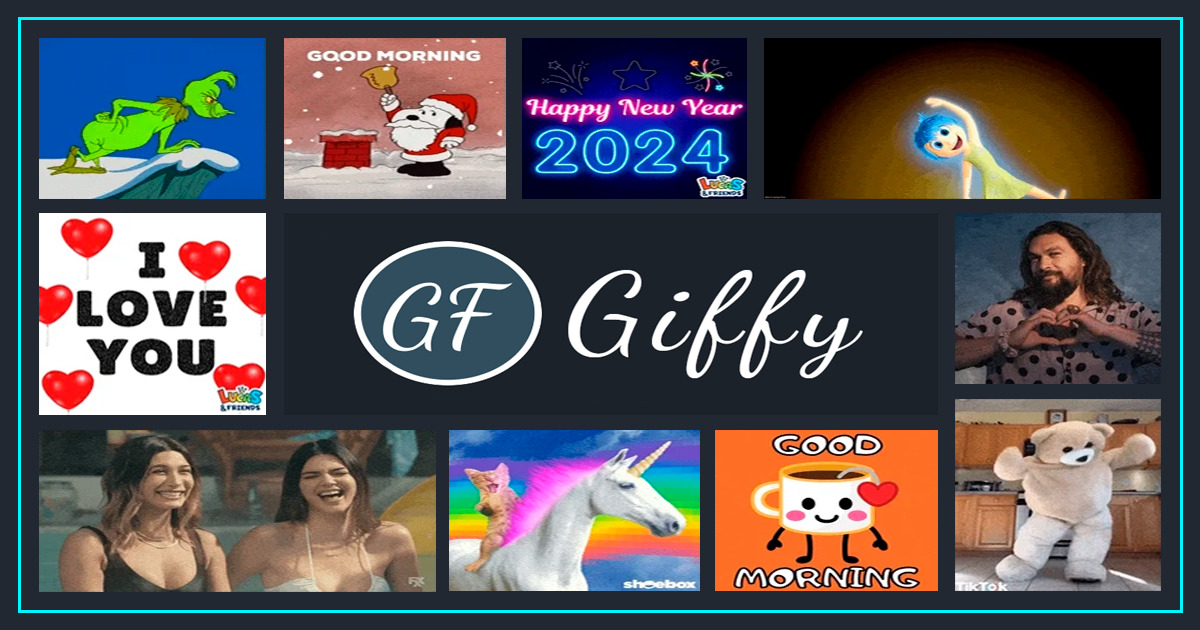 GOOD MORNING
Happy New Year
2024
LUCAS
& FRIENDS
I
LOVE
YOU
LUCAS
& FRIENDS
GF Giffy
FX
shoebox
GOOD
MORNING
TikTok